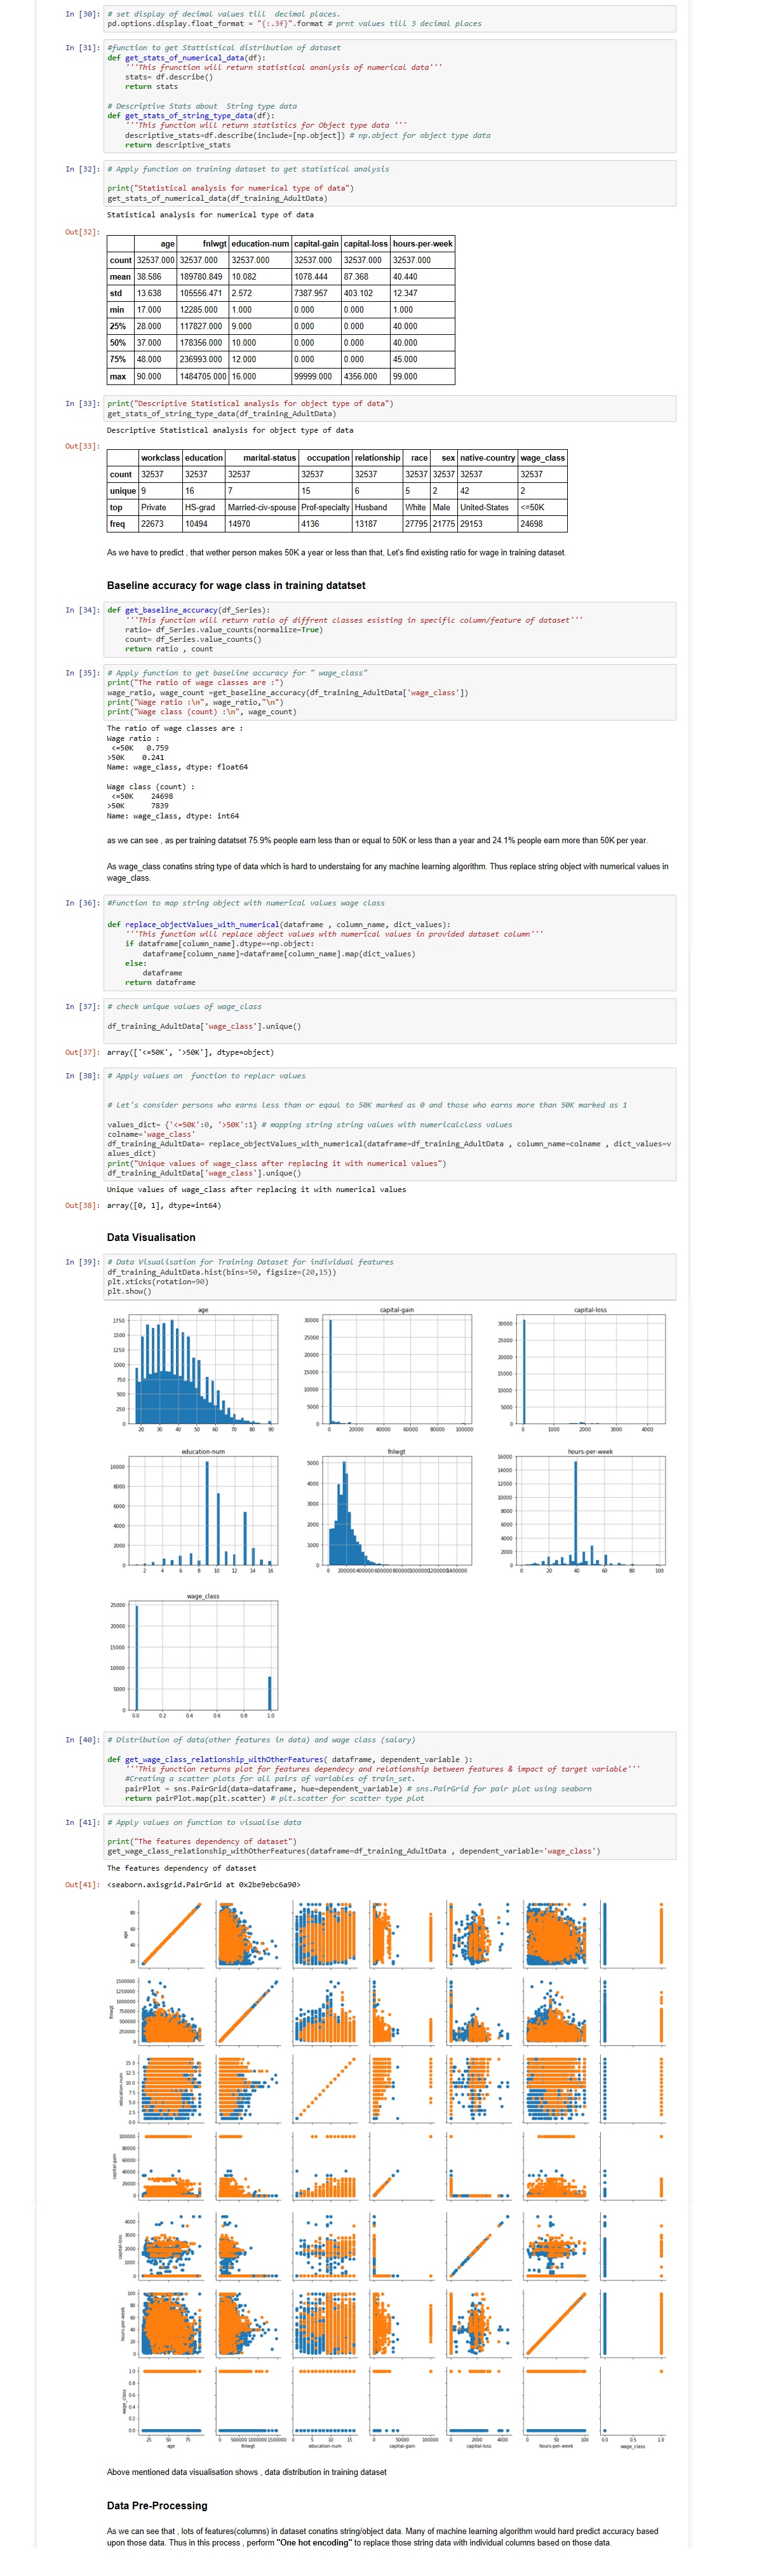 In [30]: # set display of decimal values till  decimal places.
pd.options.display.float_format = "{:.3f}".format # prnt values till 3 decimal places
In [31]: #function to get Stattistical distribution of dataset
def get_stats_of_numerical_data(df):
'''This frunction will return statistical ananlysis of numerical data'''
stats= df.describe()
return stats
# Descriptive Stats about  String type data
def get_stats_of_string_type_data(df):
'''This function will return statistics for Object type data '''
descriptive_stats=df.describe(include=[np.object]) # np.object for object type data
return descriptive_stats
In [32]: # Apply function on training dataset to get statistical analysis
print("Statistical analysis for numerical type of data")
get_stats_of_numerical_data(df_training_AdultData)
Statistical analysis for numerical type of data
Out[32]:
age fnlwgt education-num capital-gain capital-loss hours-per-week
count 32537.000 32537.000 32537.000 32537.000 32537.000 32537.000
mean 38.586 189780.849 10.082 1078.444 87.368 40.440
std 13.638 105556.471 2.572 7387.957 403.102 12.347
min 17.000 12285.000 1.000 0.000 0.000 1.000
25% 28.000 117827.000 9.000 0.000 0.000 40.000
50% 37.000 178356.000 10.000 0.000 0.000 40.000
75% 48.000 236993.000 12.000 0.000 0.000 45.000
max 90.000 1484705.000 16.000 99999.000 4356.000 99.000
In [33]: print("Descriptive Statistical analysis for object type of data")
get_stats_of_string_type_data(df_training_AdultData)
Descriptive Statistical analysis for object type of data
Out[33]:
workclass education marital-status occupation relationship race sex native-country wage_class
count 32537 32537 32537 32537 32537 32537 32537 32537 32537
unique 9 16 7 15 6 5 2 42 2
top Private HS-grad Married-civ-spouse Prof-specialty Husband White Male United-States <=50K
freq 22673 10494 14970 4136 13187 27795 21775 29153 24698
As we have to predict , that wether person makes 50K a year or less than that, Let's find existing ratio for wage in training dataset.
Baseline accuracy for wage class in training datatset
In [34]: def get_baseline_accuracy(df_Series):
'''This function will return ratio of diffrent classes esisting in specific column/feature of dataset'''
ratio= df_Series.value_counts(normalize=True)
count= df_Series.value_counts()
return ratio , count
In [35]: # Apply function to get baseline accuracy for " wage_class"
print("The ratio of wage classes are :")
wage_ratio, wage_count =get_baseline_accuracy(df_training_AdultData['wage_class'])
print("Wage ratio :\n", wage_ratio,"\n")
print("Wage class (count) :\n", wage_count)
The ratio of wage classes are :
Wage ratio :
<=50K 0.759
>50K 0.241
Name: wage_class, dtype: float64
Wage class (count) :
<=50K 24698
>50K 7839
Name: wage_class, dtype: int64
as we can see , as per training datatset 75.9% people earn less than or equal to 50K or less than a year and 24.1% people earn more than 50K per year.
As wage_class conatins string type of data which is hard to understaing for any machine learning algorithm. Thus replace string object with numerical values in
wage_class.
In [36]: #Function to map string object with numerical values wage class
def replace_objectValues_with_numerical(dataframe , column_name, dict_values):
'''This function will replace object values with numerical values in provided dataset column'''
if dataframe[column_name].dtype==np.object:
dataframe[column_name]=dataframe[column_name].map(dict_values)
else:
dataframe
return dataframe
In [37]: # check unique values of wage_class
df_training_AdultData['wage_class'].unique()
Out[37]: array(['<=50K', '>50K'], dtype=object)
In [38]: # Apply values on  function to replacr values
# Let's consider persons who earns less than or eqaul to 50K marked as 0 and those who earns more than 50K marked as 1
values_dict= {'<=50K':0, '>50K':1} # mapping string string values with numericalclass values
colname='wage_class'
df_training_AdultData= replace_objectValues_with_numerical(dataframe=df_training_AdultData , column_name=colname , dict_values=v
alues_dict)
print("Unique values of wage_class after replacing it with numerical values")
df_training_AdultData['wage_class'].unique()
Unique values of wage_class after replacing it with numerical values
Out[38]: array([0, 1], dtype=int64)
Data Visualisation
In [39]: # Data Visualisation for Training Dataset for individual features
df_training_AdultData.hist(bins=50, figsize=(20,15))
plt.xticks(rotation=90)
plt.show()
age capital-gain capital-loss
education-num fnlwgt hours-per-week
wage_class
In [40]: # Distribution of data(other features in data) and wage class (salary)
def get_wage_class_relationship_withOtherFeatures( dataframe, dependent_variable ):
'''This function returns plot for features dependecy and relationship between features & impact of target variable'''
#Creating a scatter plots for all pairs of variables of train_set.
pairPlot = sns.PairGrid(data=dataframe, hue=dependent_variable) # sns.PairGrid for pair plot using seaborn
return pairPlot.map(plt.scatter) # plt.scatter for scatter type plot
In [41]: # Apply values on function to visualise data
print("The features dependency of dataset")
get_wage_class_relationship_withOtherFeatures(dataframe=df_training_AdultData , dependent_variable='wage_class')
The features dependency of dataset
Out[41]: <seaborn.axisgrid.PairGrid at 0x2be9ebc6a90>
age
fnlwgt
education-num
capital-gain
capital-loss
hours-per-week
wage_class
age fnlwgt education-num capital-gain capital-loss hours-per-week wage_class
Above mentioned data visualisation shows , data distribution in training dataset
Data Pre-Processing
As we can see that , lots of features(columns) in dataset conatins string/object data. Many of machine learning algorithm would hard predict accuracy based
upon those data. Thus in this process , perform "One hot encoding" to replace those string data with individual columns based on those data.